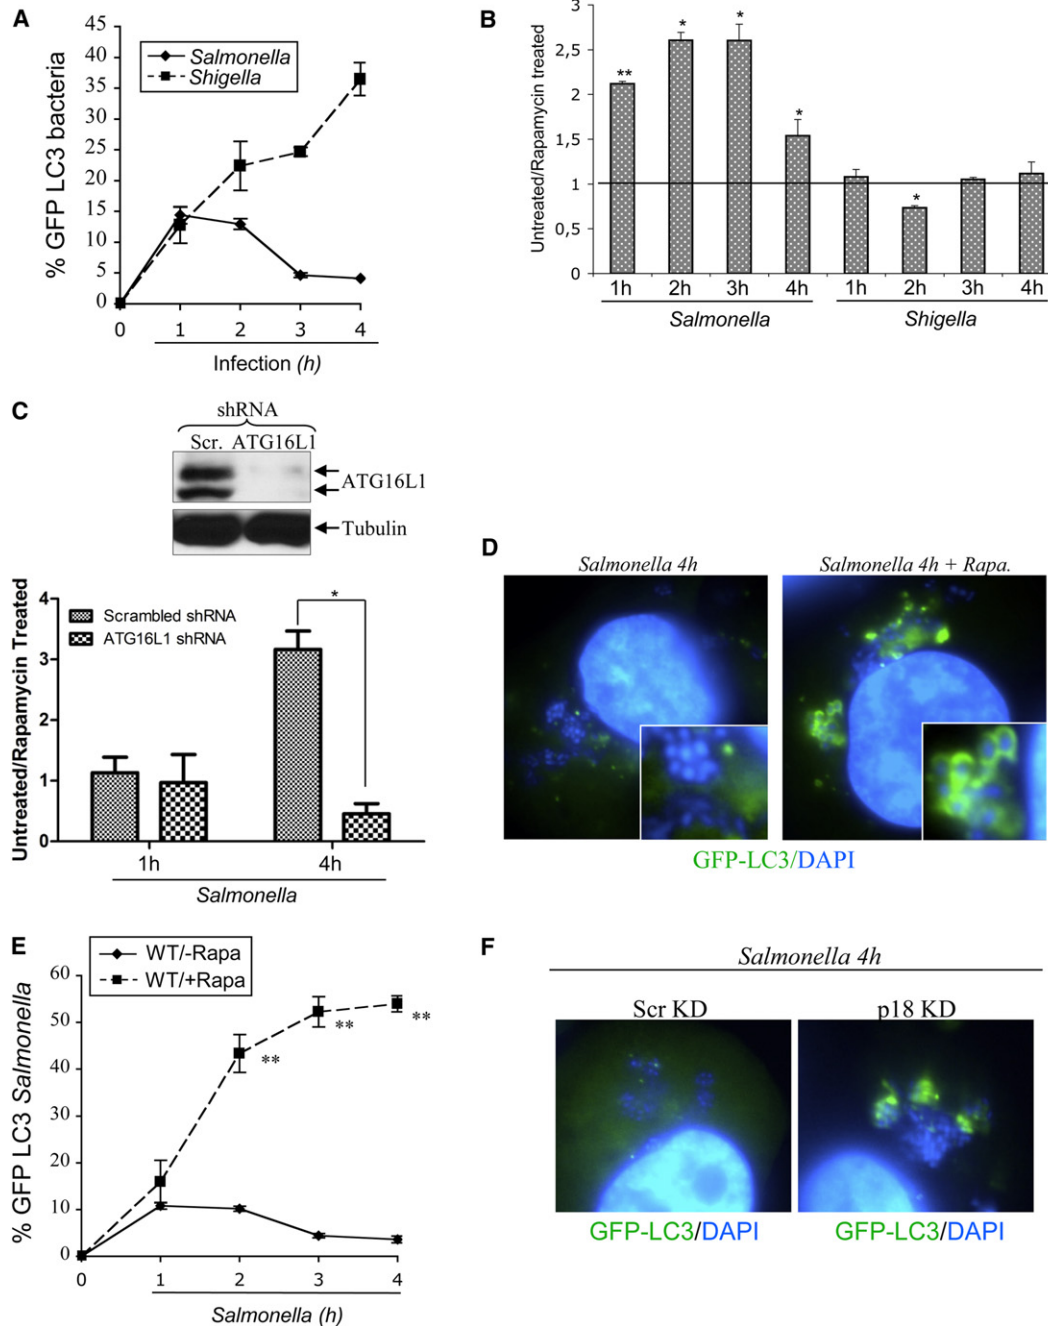 A
45
40
35
30
25
20
15
10
5
0
% GFP LC3 bacteria
Salmonella
Shigella
0 1 2 3 4
Infection (h)
B
3
2,5
2
1,5
1
0,5
0
Untreated/Rapamycin treated
**
*
*
*
*
1h 2h 3h 4h 1h 2h 3h 4h
Salmonella Shigella
C
shRNA
Scr. ATG16L1
ATG16L1
Tubulin
4
3
2
1
0
Untreated/Rapamycin Treated
Scrambled shRNA
ATG16L1 shRNA
*
1h 4h
Salmonella
D
Salmonella 4h Salmonella 4h + Rapa.
GFP-LC3/DAPI
E
WT/-Rapa
WT/+Rapa
60
50
40
30
20
10
0
% GFP LC3 Salmonella
**
**
**
0 1 2 3 4
Salmonella (h)
F
Salmonella 4h
Scr KD p18 KD
GFP-LC3/DAPI GFP-LC3/DAPI